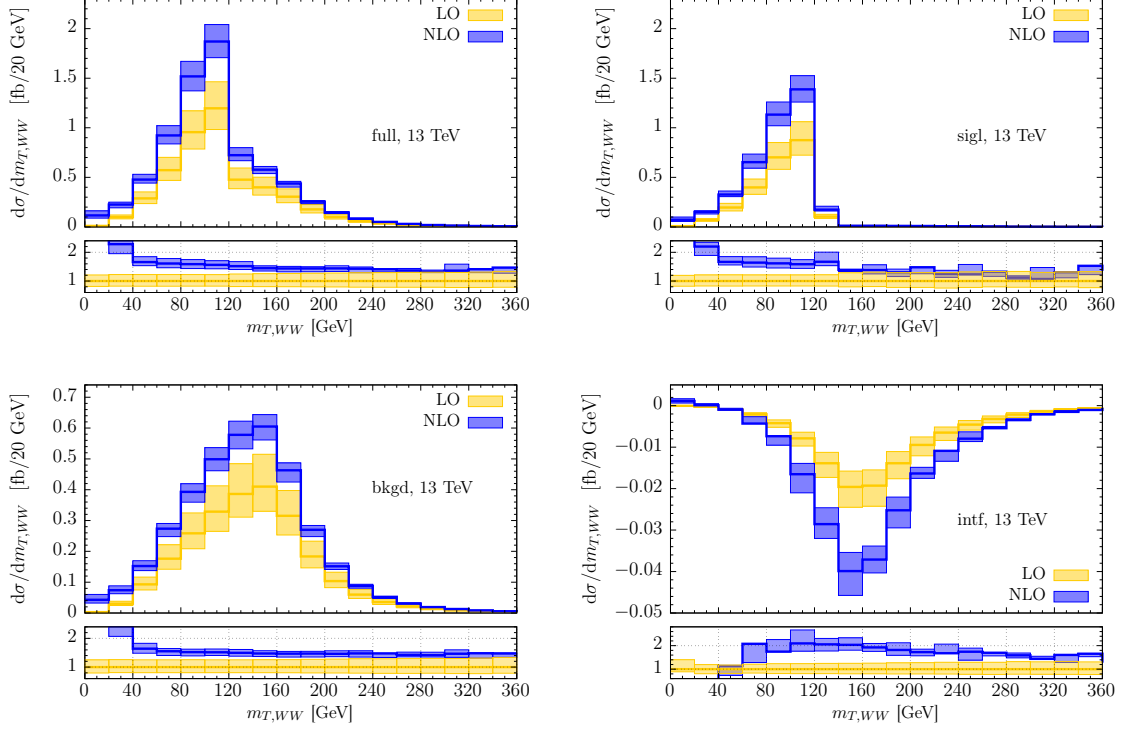 dσ/dm_{T,WW} [fb/20 GeV]
2
1.5
1
0.5
0
LO
NLO
full, 13 TeV
2
1
0 40 80 120 160 200 240 280 320 360
m_{T,WW} [GeV]
dσ/dm_{T,WW} [fb/20 GeV]
2
1.5
1
0.5
0
LO
NLO
sigl, 13 TeV
2
1
0 40 80 120 160 200 240 280 320 360
m_{T,WW} [GeV]
dσ/dm_{T,WW} [fb/20 GeV]
0.7
0.6
0.5
0.4
0.3
0.2
0.1
0
LO
NLO
bkgd, 13 TeV
2
1
0 40 80 120 160 200 240 280 320 360
m_{T,WW} [GeV]
dσ/dm_{T,WW} [fb/20 GeV]
0
−0.01
−0.02
−0.03
−0.04
−0.05
intf, 13 TeV
LO
NLO
2
1
0 40 80 120 160 200 240 280 320 360
m_{T,WW} [GeV]